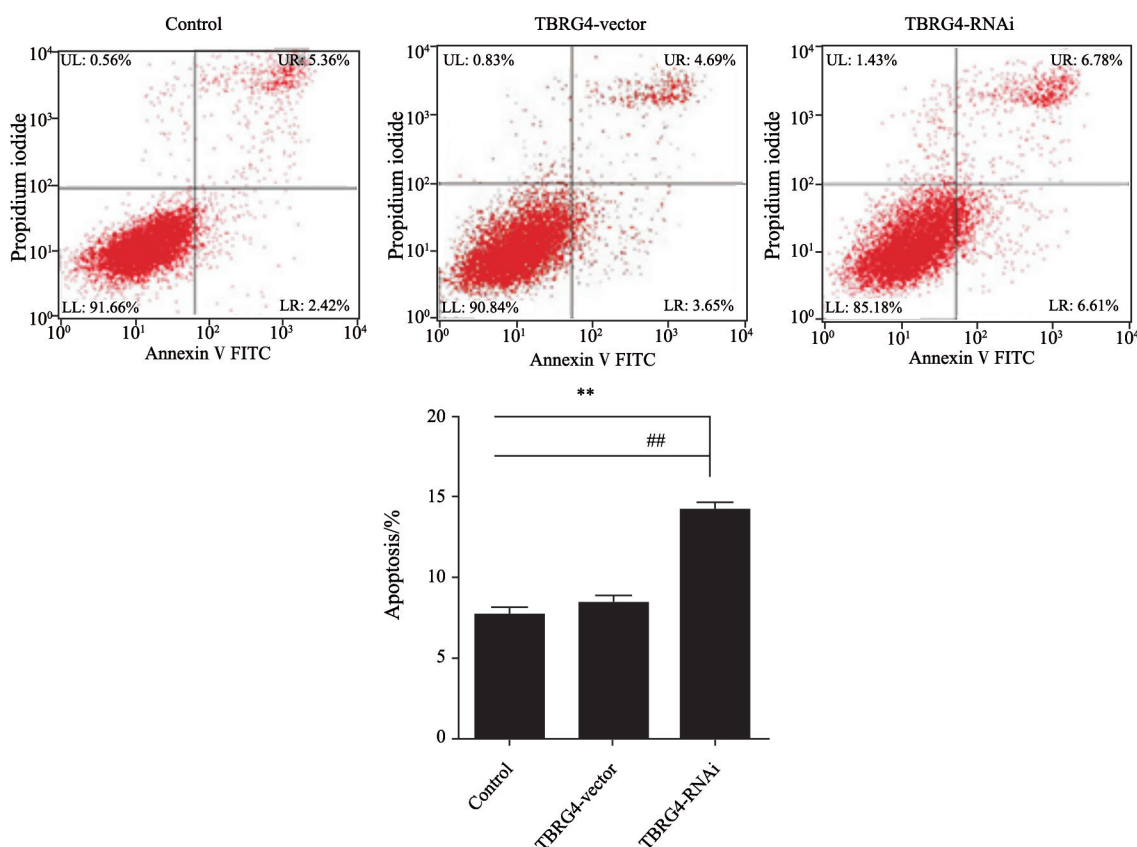 Control
TBRG4-vector
TBRG4-RNAi
Propidium iodide
10⁴
10³
10²
10¹
10⁰
UL: 0.56%
UR: 5.36%
LL: 91.66%
LR: 2.42%
10⁰ 10¹ 10² 10³ 10⁴
Annexin V FITC
Propidium iodide
10⁴
10³
10²
10¹
10⁰
UL: 0.83%
UR: 4.69%
LL: 90.84%
LR: 3.65%
10⁰ 10¹ 10² 10³ 10⁴
Annexin V FITC
Propidium iodide
10⁴
10³
10²
10¹
10⁰
UL: 1.43%
UR: 6.78%
LL: 85.18%
LR: 6.61%
10⁰ 10¹ 10² 10³ 10⁴
Annexin V FITC
**
##
Apoptosis/%
20
15
10
5
0
Control
TBRG4-vector
TBRG4-RNAi